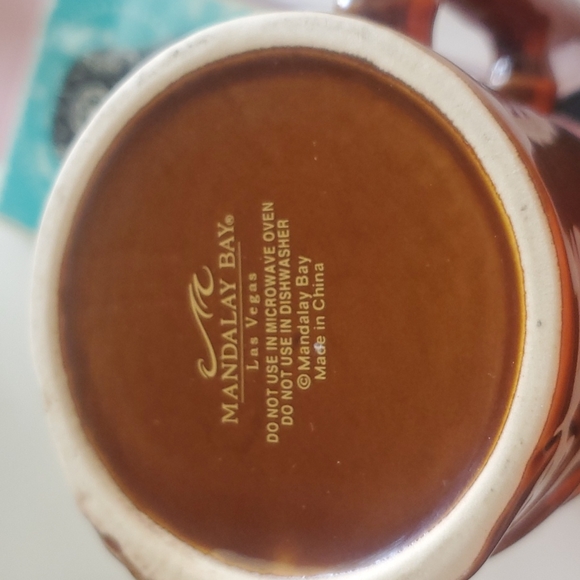 MANDALAY BAY®
Las Vegas
DO NOT USE IN MICROWAVE OVEN
DO NOT USE IN DISHWASHER
© Mandalay Bay
Made in China